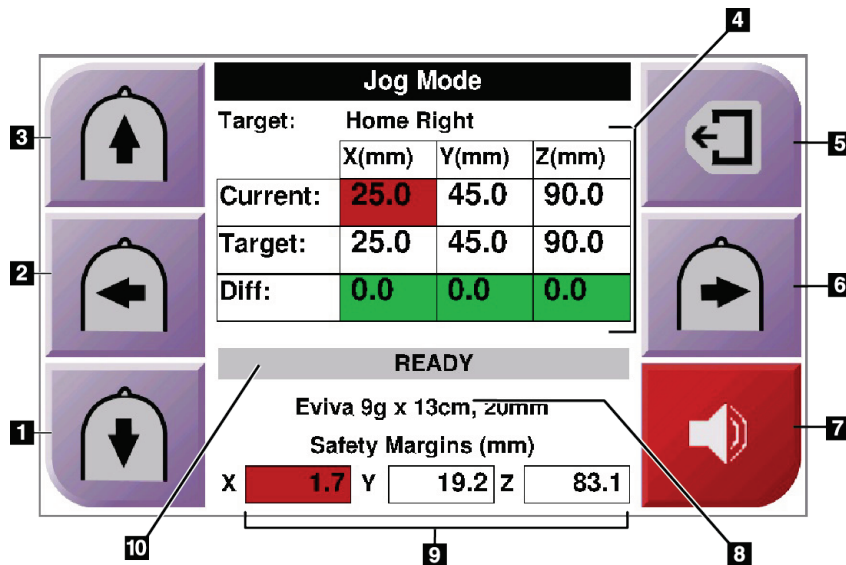 4
Jog Mode
3
Target: Home Right
5
X(mm) Y(mm) Z(mm)
Current: 25.0 45.0 90.0
Target: 25.0 45.0 90.0
2
6
Diff: 0.0 0.0 0.0
READY
Eviva 9g x 13cm, 20mm
1
7
Safety Margins (mm)
X 1.7 Y 19.2 Z 83.1
10
9
8